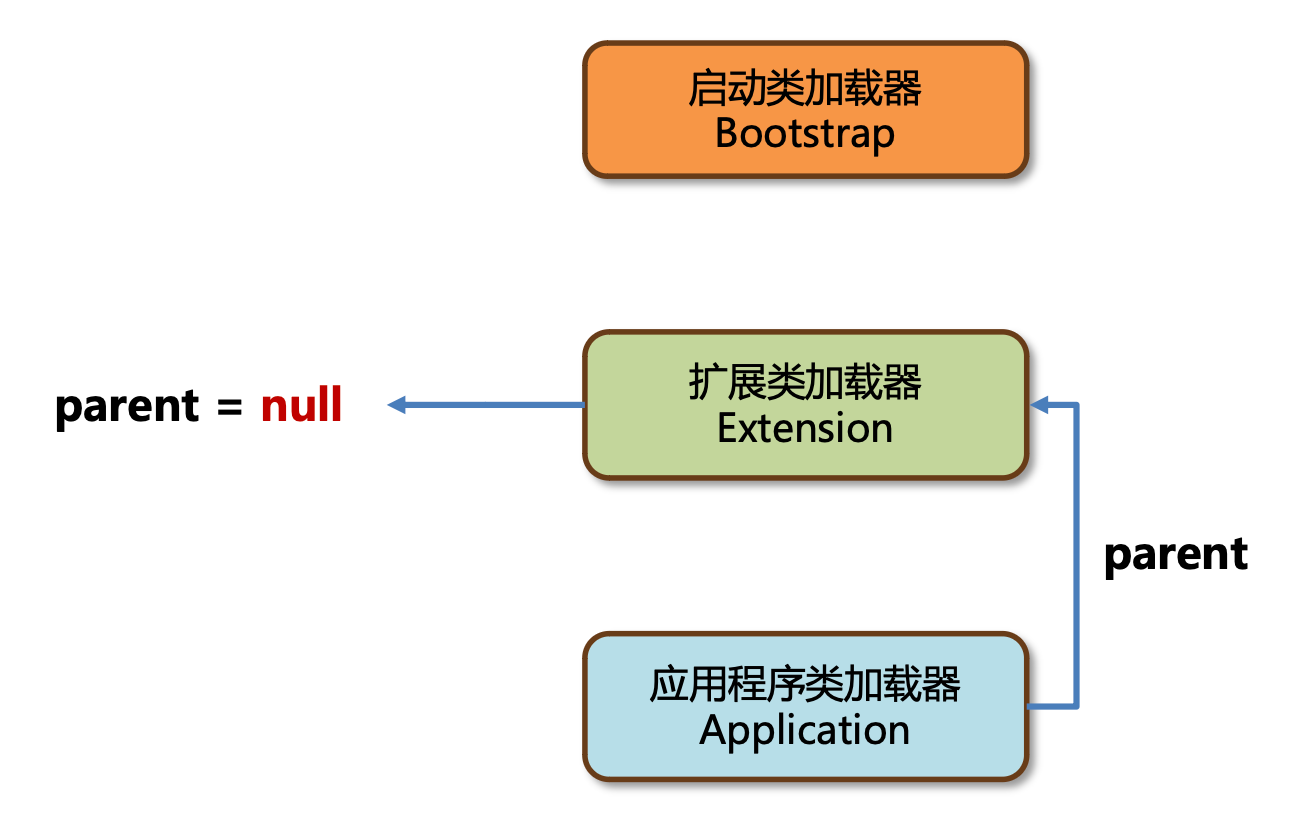 启动类加载器
Bootstrap
扩展类加载器
Extension
parent = null
parent
应用程序类加载器
Application